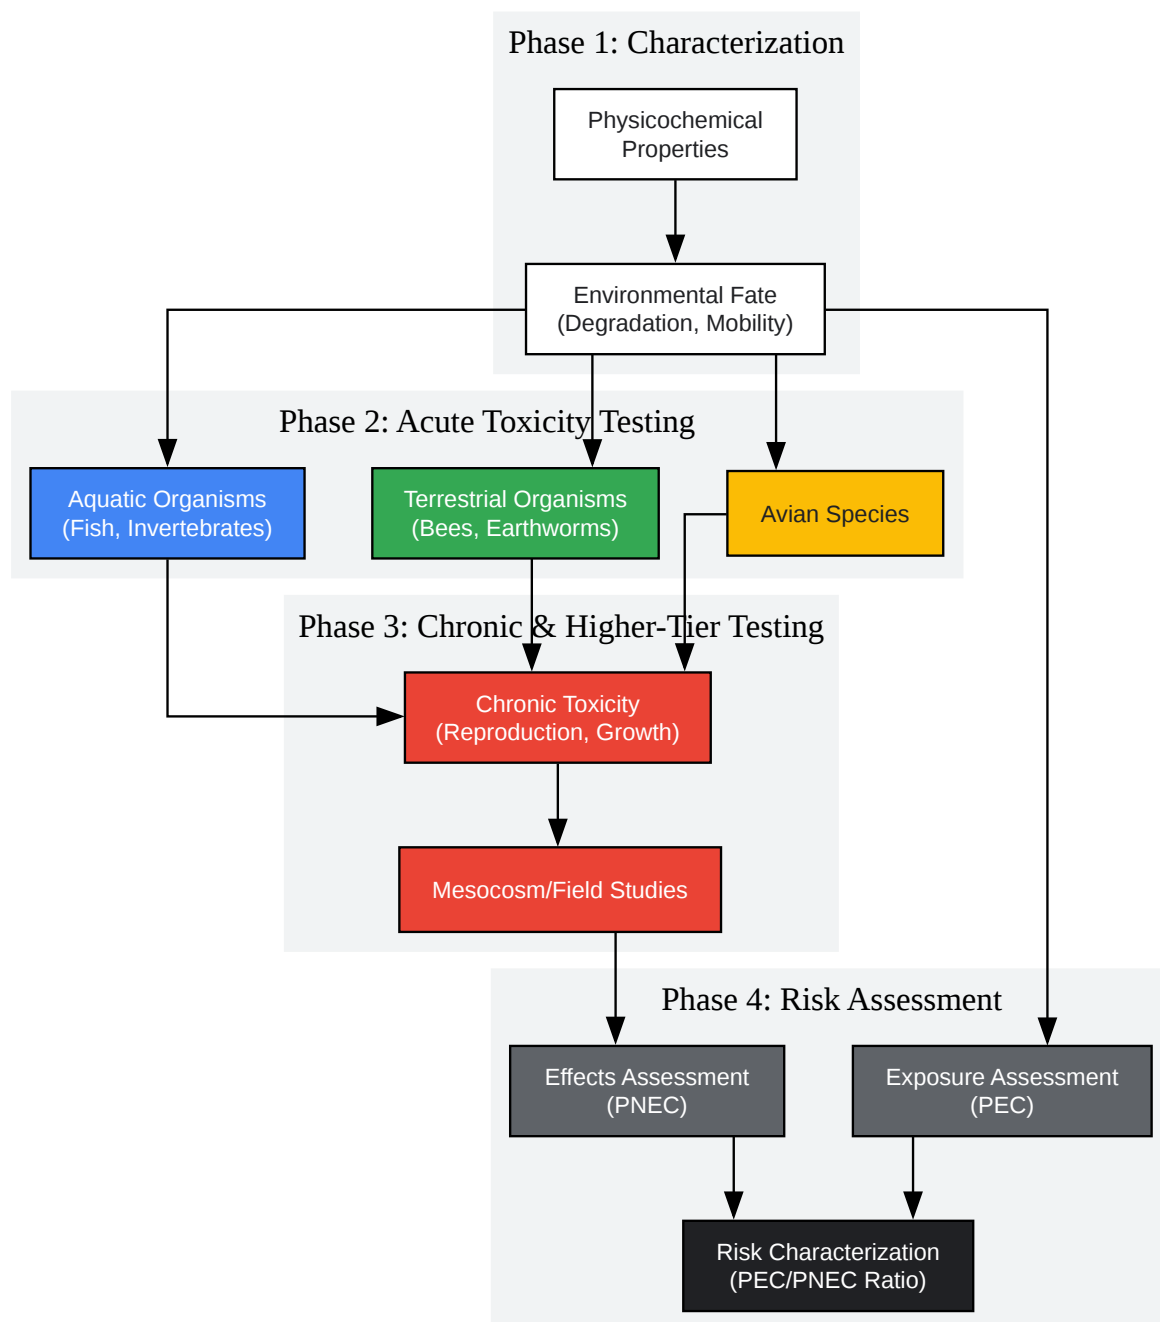 Phase 1: Characterization
Physicochemical
Properties
Environmental Fate
(Degradation, Mobility)
Phase 2: Acute Toxicity Testing
Aquatic Organisms
(Fish, Invertebrates)
Terrestrial Organisms
(Bees, Earthworms)
Avian Species
Phase 3: Chronic & Higher-Tier Testing
Chronic Toxicity
(Reproduction, Growth)
Mesocosm/Field Studies
Phase 4: Risk Assessment
Effects Assessment
(PNEC)
Exposure Assessment
(PEC)
Risk Characterization
(PEC/PNEC Ratio)